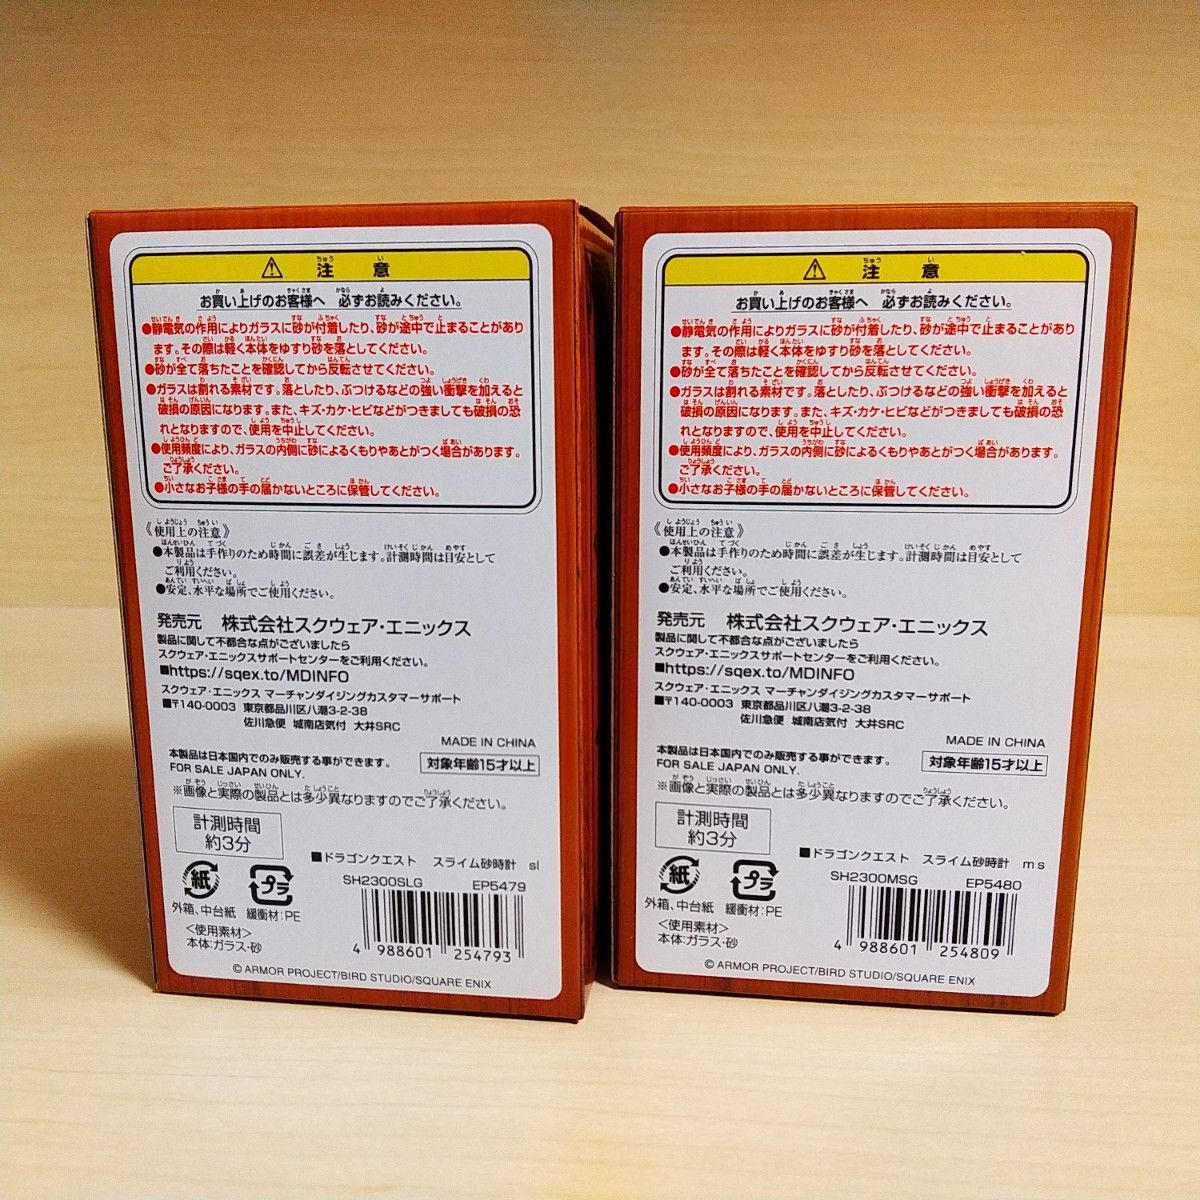 ⚠ 注意
お買い上げのお客様へ 必ずお読みください。
●静電気の作用によりガラスに砂が付着したり、砂が途中で止まることがあり
ます。その際は軽く本体をゆすり砂を落としてください。
●砂が全て落ちたことを確認してから反転させてください。
●ガラスは割れる素材です。落としたり、ぶつけるなどの強い衝撃を加えると
破損の原因になります。また、キズ・カケ・ヒビなどがつきましても破損の恐
れとなりますので、使用を中止してください。
●使用頻度により、ガラスの内側に砂によるくもりやあとがつく場合があります。
ご了承ください。
●小さなお子様の手の届かないところに保管してください。
《使用上の注意》
●本製品は手作りのため時間に誤差が生じます。計測時間は目安として
ご利用ください。
●安定、水平な場所でご使用ください。
発売元 株式会社スクウェア・エニックス
製品に関して不都合な点がございましたら
スクウェア・エニックスサポートセンターをご利用ください。
■https://sqex.to/MDINFO
スクウェア・エニックス マーチャンダイジングカスタマーサポート
■〒140-0003 東京都品川区八潮3-2-38
佐川急便 城南店気付 大井SRC
MADE IN CHINA
本製品は日本国内でのみ販売する事ができます。
FOR SALE JAPAN ONLY.
対象年齢15才以上
※画像と実際の製品とは多少異なりますのでご了承ください。
計測時間
約3分
■ドラゴンクエスト スライム砂時計 sl
SH2300SLG EP5479
紙
プラ
外箱、中台紙 緩衝材:PE
<使用素材>
本体:ガラス・砂
4 988601 254793
© ARMOR PROJECT/BIRD STUDIO/SQUARE ENIX
⚠ 注意
お買い上げのお客様へ 必ずお読みください。
●静電気の作用によりガラスに砂が付着したり、砂が途中で止まることがあり
ます。その際は軽く本体をゆすり砂を落としてください。
●砂が全て落ちたことを確認してから反転させてください。
●ガラスは割れる素材です。落としたり、ぶつけるなどの強い衝撃を加えると
破損の原因になります。また、キズ・カケ・ヒビなどがつきましても破損の恐
れとなりますので、使用を中止してください。
●使用頻度により、ガラスの内側に砂によるくもりやあとがつく場合があります。
ご了承ください。
●小さなお子様の手の届かないところに保管してください。
《使用上の注意》
●本製品は手作りのため時間に誤差が生じます。計測時間は目安として
ご利用ください。
●安定、水平な場所でご使用ください。
発売元 株式会社スクウェア・エニックス
製品に関して不都合な点がございましたら
スクウェア・エニックスサポートセンターをご利用ください。
■https://sqex.to/MDINFO
スクウェア・エニックス マーチャンダイジングカスタマーサポート
■〒140-0003 東京都品川区八潮3-2-38
佐川急便 城南店気付 大井SRC
MADE IN CHINA
本製品は日本国内でのみ販売する事ができます。
FOR SALE JAPAN ONLY.
対象年齢15才以上
※画像と実際の製品とは多少異なりますのでご了承ください。
計測時間
約3分
■ドラゴンクエスト スライム砂時計 ms
SH2300MSG EP5480
紙
プラ
外箱、中台紙 緩衝材:PE
<使用素材>
本体:ガラス・砂
4 988601 254809
© ARMOR PROJECT/BIRD STUDIO/SQUARE ENIX